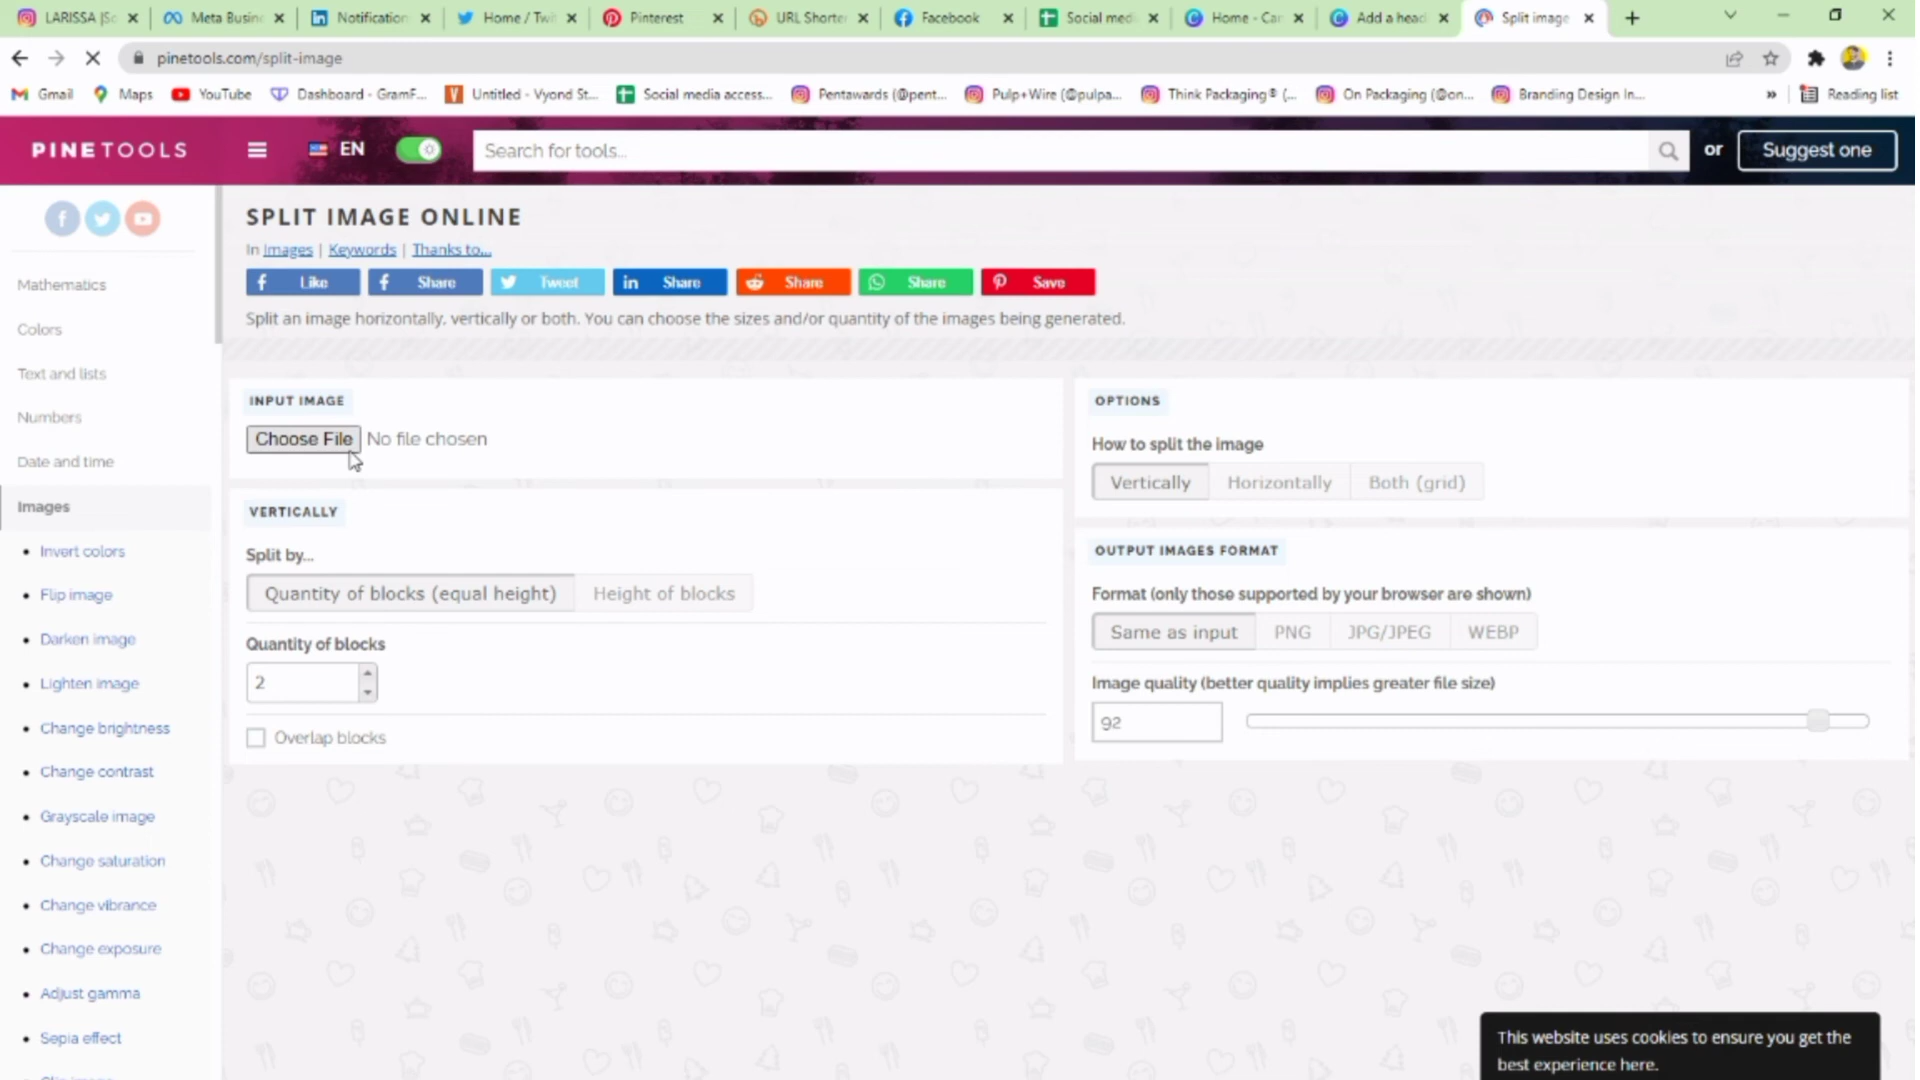 LARISSA |So
Meta Busin
Notification
Home / Twit
Pinterest
URL Shorte
Facebook
Social medi
Home - Can
Add a head
Split image
pinetools.com/split-image
Gmail
Maps
YouTube
Dashboard - GramF...
Untitled - Vyond St...
Social media access...
Pentawards (@pent...
Pulp+Wire (@pulpa...
Think Packaging® (...
On Packaging (@on...
Branding Design In...
»
Reading list
PINETOOLS
EN
Search for tools...
or
Suggest one
SPLIT IMAGE ONLINE
In Images | Keywords | Thanks to...
Like
Share
Tweet
Share
Share
Share
Save
Split an image horizontally, vertically or both. You can choose the sizes and/or quantity of the images being generated.
Mathematics
Colors
Text and lists
Numbers
Date and time
Images
Invert colors
Flip image
Darken image
Lighten image
Change brightness
Change contrast
Grayscale image
Change saturation
Change vibrance
Change exposure
Adjust gamma
Sepia effect
INPUT IMAGE
Choose File No file chosen
VERTICALLY
Split by...
Quantity of blocks (equal height)
Height of blocks
Quantity of blocks
2
Overlap blocks
OPTIONS
How to split the image
Vertically
Horizontally
Both (grid)
OUTPUT IMAGES FORMAT
Format (only those supported by your browser are shown)
Same as input
PNG
JPG/JPEG
WEBP
Image quality (better quality implies greater file size)
92
This website uses cookies to ensure you get the
best experience here.